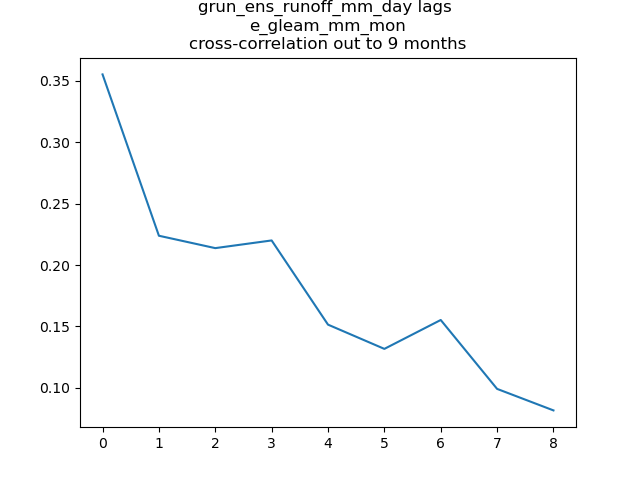 grun_ens_runoff_mm_day lags
e_gleam_mm_mon
cross-correlation out to 9 months
0.35
0.30
0.25
0.20
0.15
0.10
0 1 2 3 4 5 6 7 8